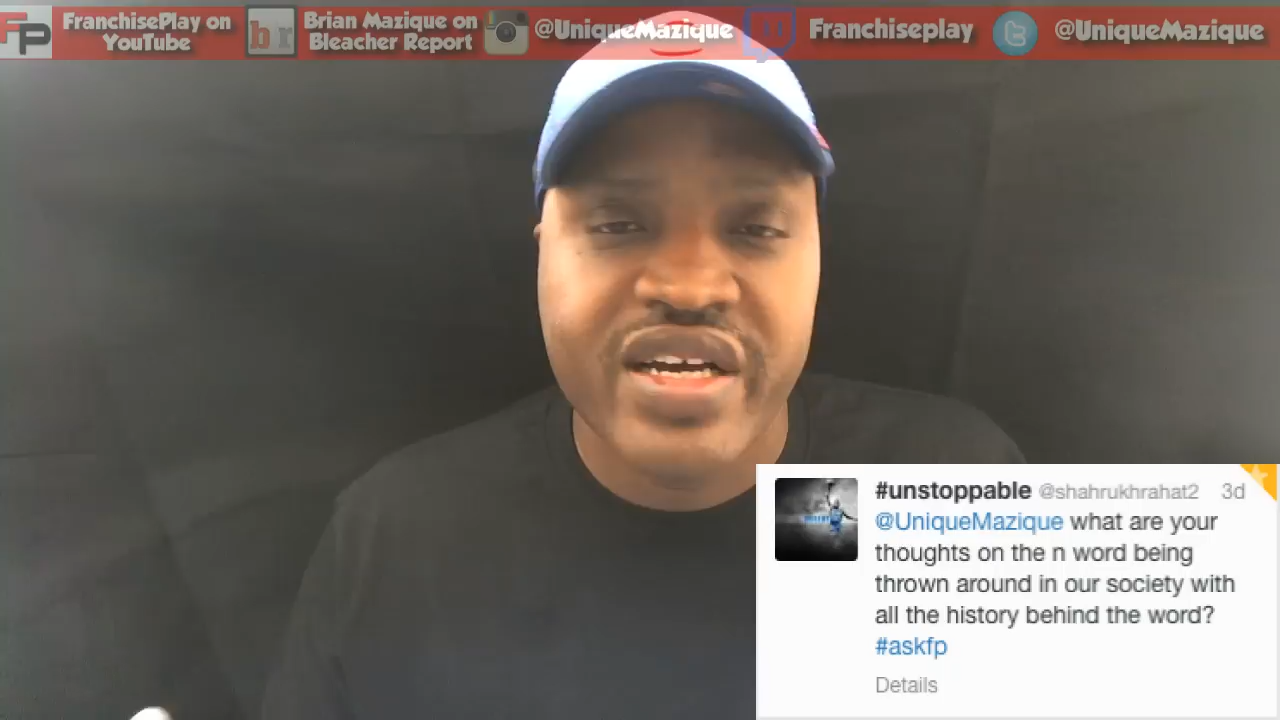 FP
FranchisePlay on
YouTube
br
Brian Mazique on
Bleacher Report
@UniqueMazique
Franchiseplay
@UniqueMazique
#unstoppable @shahrukhrahat2 3d
@UniqueMazique what are your
thoughts on the n word being
thrown around in our society with
all the history behind the word?
#askfp
Details